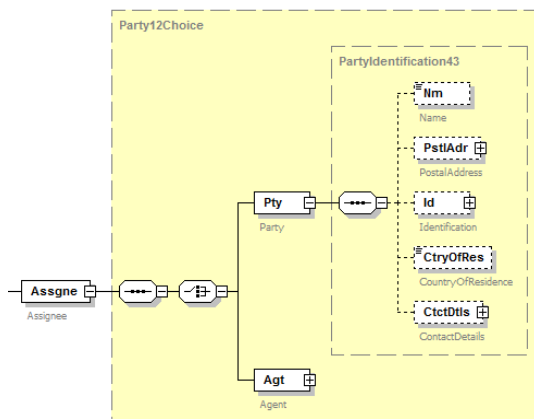 Party12Choice
PartyIdentification43
Nm
Name
PstlAdr
PostalAddress
Pty
Party
Id
Identification
CtryOfRes
CountryOfResidence
Assgne
Assignee
CtctDtls
ContactDetails
Agt
Agent